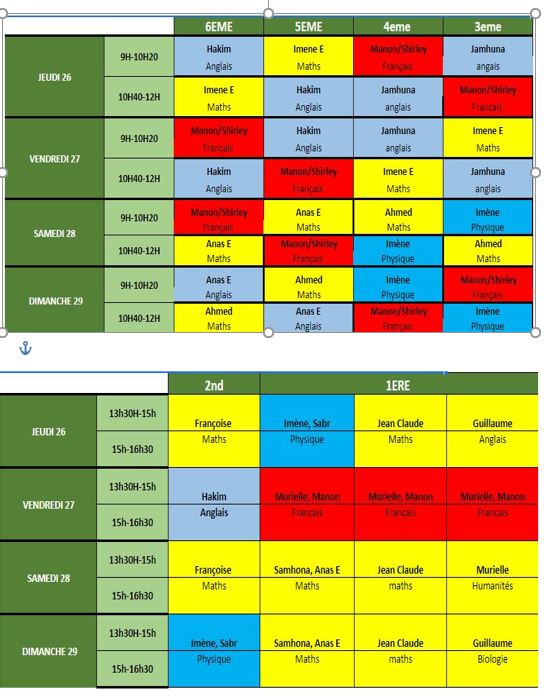 6EME 5EME 4eme 3eme
JEUDI 26
9H-10H20
Hakim Imene E Manon/Shirley Jamhuna
Anglais Maths Français angais
10H40-12H
Imene E Hakim Jamhuna Manon/Shirley
Maths Anglais Anglais Français
VENDREDI 27
9H-10H20
Manon/Shirley Hakim Jamhuna Imene E
Français Anglais anglais Maths
10H40-12H
Hakim Manon/Shirley Imene E Jamhuna
Anglais Français Maths anglais
SAMEDI 28
9H-10H20
Manon/Shirley Anas E Ahmed Imène
Français Maths Maths Physique
10H40-12H
Anas E Manon/Shirley Imène Ahmed
Maths Français Physique Maths
DIMANCHE 29
9H-10H20
Anas E Ahmed Imène Manon/Shirley
Anglais Maths Physique Français
10H40-12H
Ahmed Anas E Manon/Shirley Imène
Maths Anglais Français Physique
2nd 1ERE
JEUDI 26
13h30H-15h
Françoise Imène, Sabr Jean Claude Guillaume
Maths Physique Maths Anglais
15h-16h30
VENDREDI 27
13h30H-15h
Hakim Murielle, Manon Murielle, Manon Murielle, Manon
Anglais Français Français Français
15h-16h30
SAMEDI 28
13h30H-15h
Françoise Samhona, Anas E Jean Claude Murielle
Maths Maths maths Humanités
15h-16h30
DIMANCHE 29
13h30H-15h
Imène, Sabr Samhona, Anas E Jean Claude Guillaume
Physique Maths maths Biologie
15h-16h30